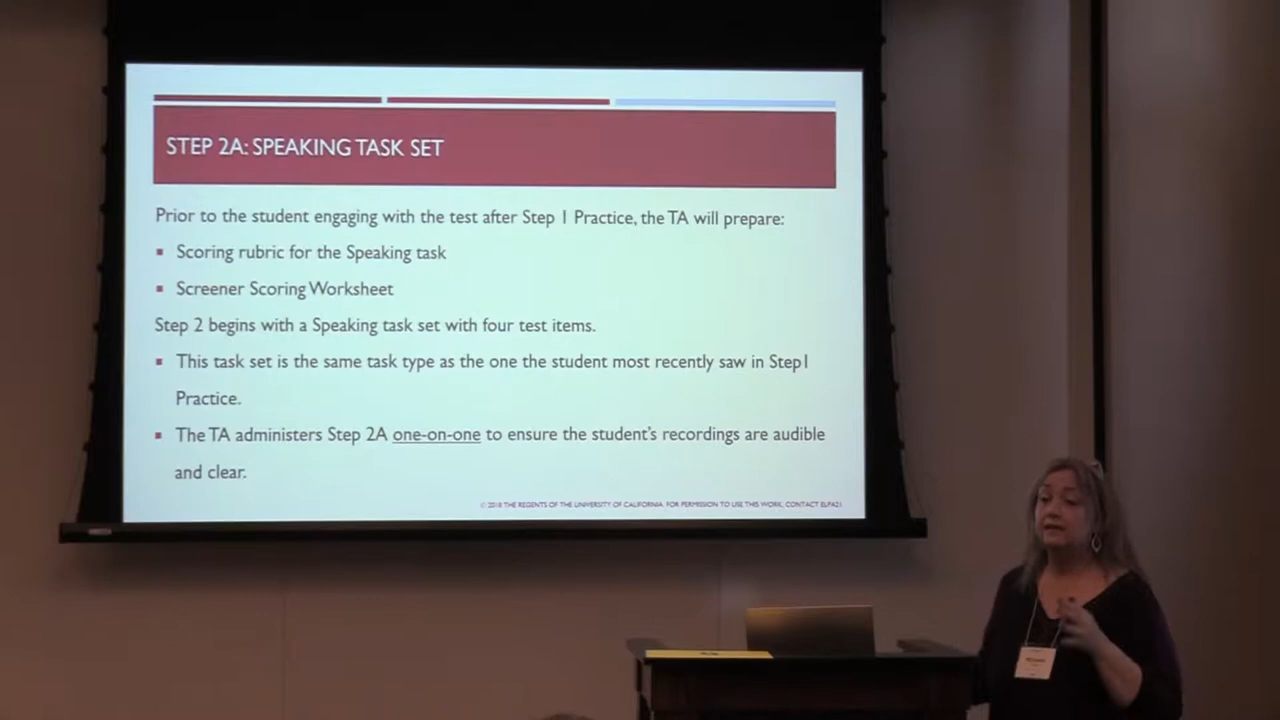 STEP 2A: SPEAKING TASK SET
Prior to the student engaging with the test after Step 1 Practice, the TA will prepare:
▪ Scoring rubric for the Speaking task
▪ Screener Scoring Worksheet
Step 2 begins with a Speaking task set with four test items.
▪ This task set is the same task type as the one the student most recently saw in Step1
Practice.
▪ The TA administers Step 2A one-on-one to ensure the student's recordings are audible
and clear.
© 2018 THE REGENTS OF THE UNIVERSITY OF CALIFORNIA. FOR PERMISSION TO USE THIS WORK, CONTACT ELPA21.